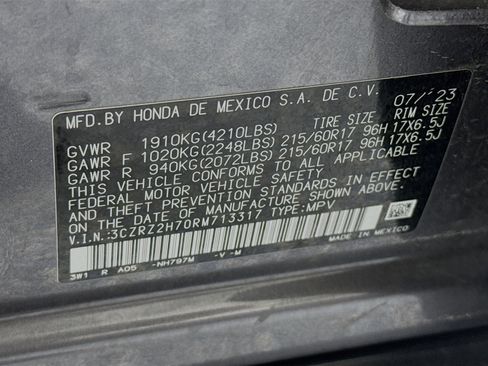 MFD.BY HONDA DE MEXICO S.A. DE C.V. 07/'23
TIRE SIZE RIM SIZE
GVWR 1910KG(4210LBS)
GAWR F 1020KG(2248LBS) 215/60R17 96H 17X6.5J
GAWR R 940KG(2072LBS) 215/60R17 96H 17X6.5J
THIS VEHICLE CONFORMS TO ALL APPLICABLE
FEDERAL MOTOR VEHICLE SAFETY, BUMPER, AND
THEFT PREVENTION STANDARDS IN EFFECT ON THE
DATE OF MANUFACTURE SHOWN ABOVE.
V.I.N.:3CZRZ2H70RM713317 TYPE:MPV
MADE IN MEXICO
3W1 R A05 -NH797M -V -M